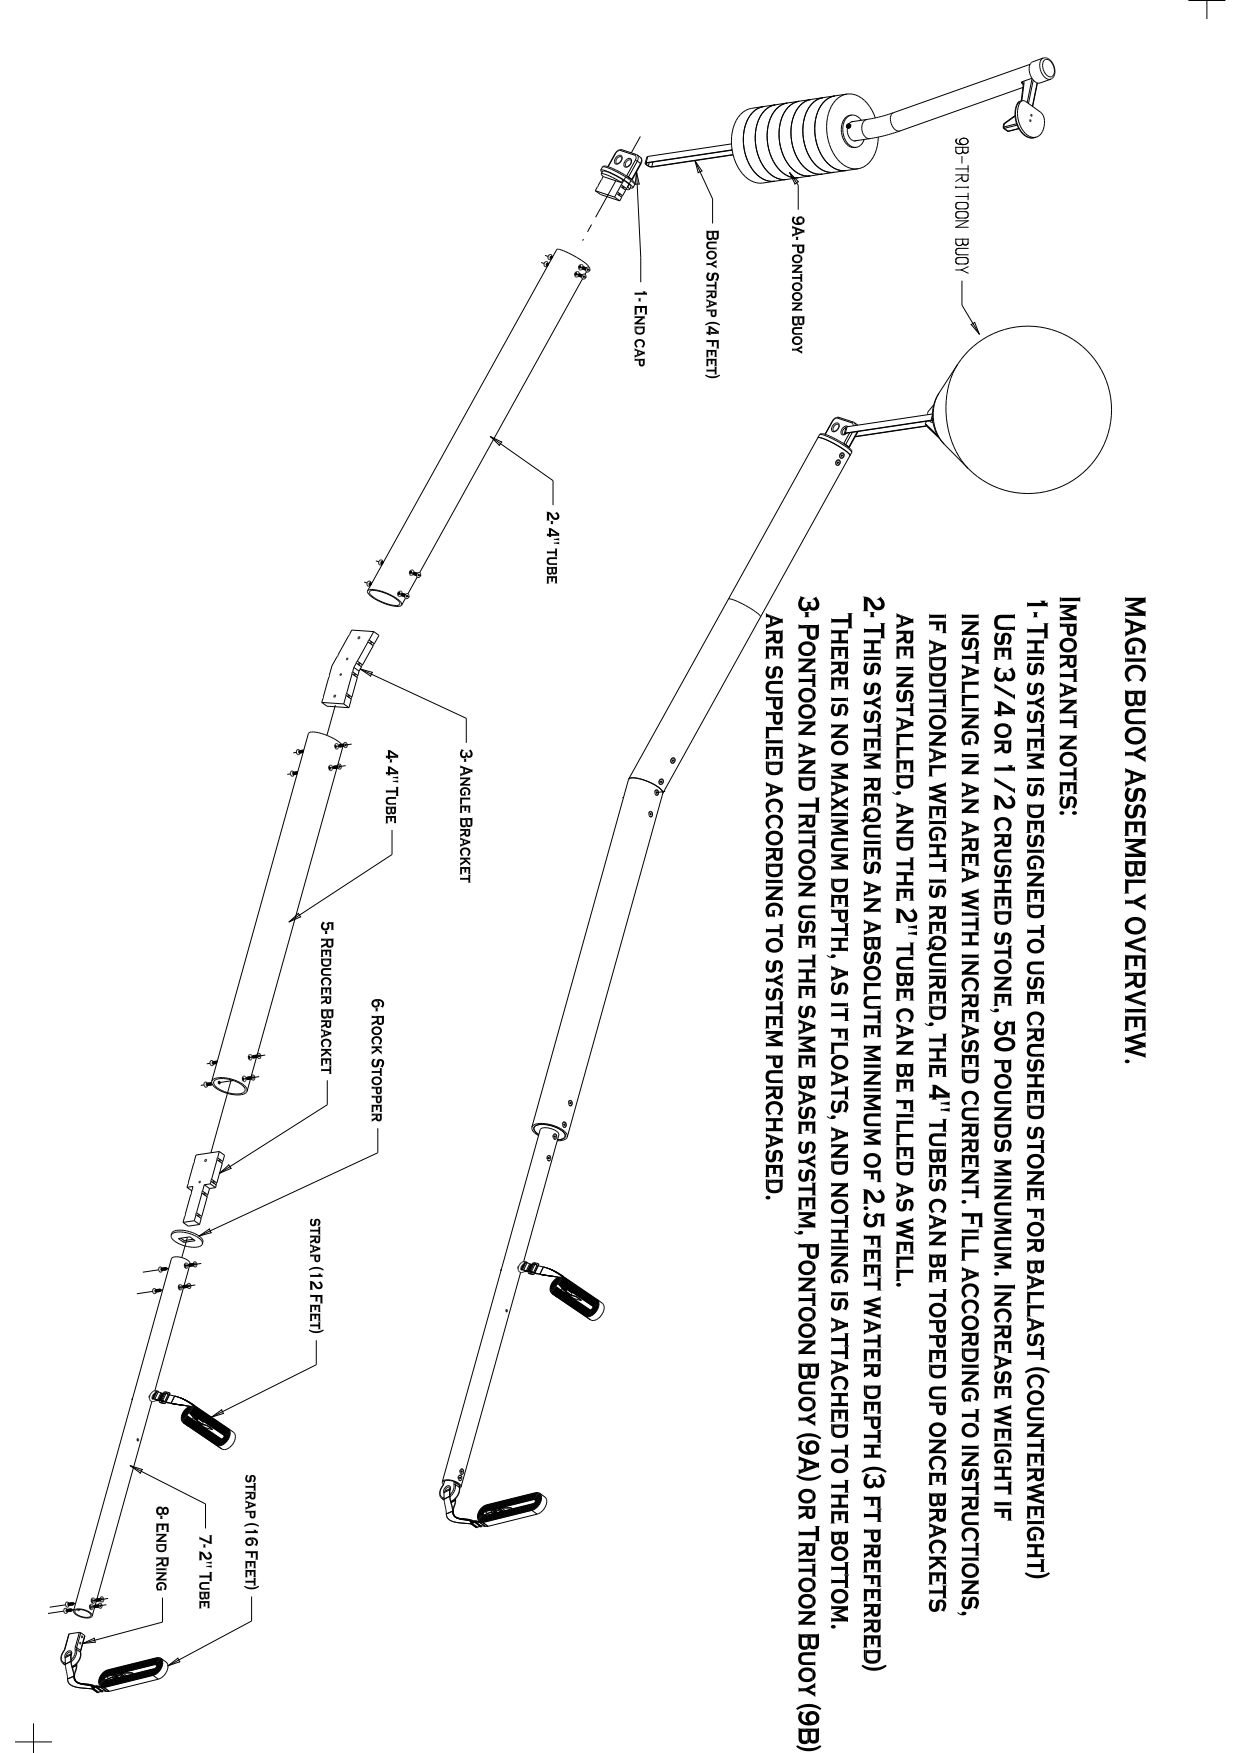 MAGIC BUOY ASSEMBLY OVERVIEW.
IMPORTANT NOTES:
1- THIS SYSTEM IS DESIGNED TO USE CRUSHED STONE FOR BALLAST (COUNTERWEIGHT)
USE 3/4 OR 1/2 CRUSHED STONE, 50 POUNDS MINUMUM. INCREASE WEIGHT IF
INSTALLING IN AN AREA WITH INCREASED CURRENT. FILL ACCORDING TO INSTRUCTIONS,
IF ADDITIONAL WEIGHT IS REQUIRED, THE 4" TUBES CAN BE TOPPED UP ONCE BRACKETS
ARE INSTALLED, AND THE 2" TUBE CAN BE FILLED AS WELL.
2- THIS SYSTEM REQUIES AN ABSOLUTE MINIMUM OF 2.5 FEET WATER DEPTH (3 FT PREFERRED)
THERE IS NO MAXIMUM DEPTH, AS IT FLOATS, AND NOTHING IS ATTACHED TO THE BOTTOM.
3- PONTOON AND TRITOON USE THE SAME BASE SYSTEM, PONTOON BUOY (9A) OR TRITOON BUOY (9B)
ARE SUPPLIED ACCORDING TO SYSTEM PURCHASED.
9B-TRITOON BUOY
9A- PONTOON BUOY
BUOY STRAP (4 FEET)
1- END CAP
2- 4" TUBE
3- ANGLE BRACKET
4- 4" TUBE
5- REDUCER BRACKET
6- ROCK STOPPER
STRAP (12 FEET)
STRAP (16 FEET)
7- 2" TUBE
8- END RING